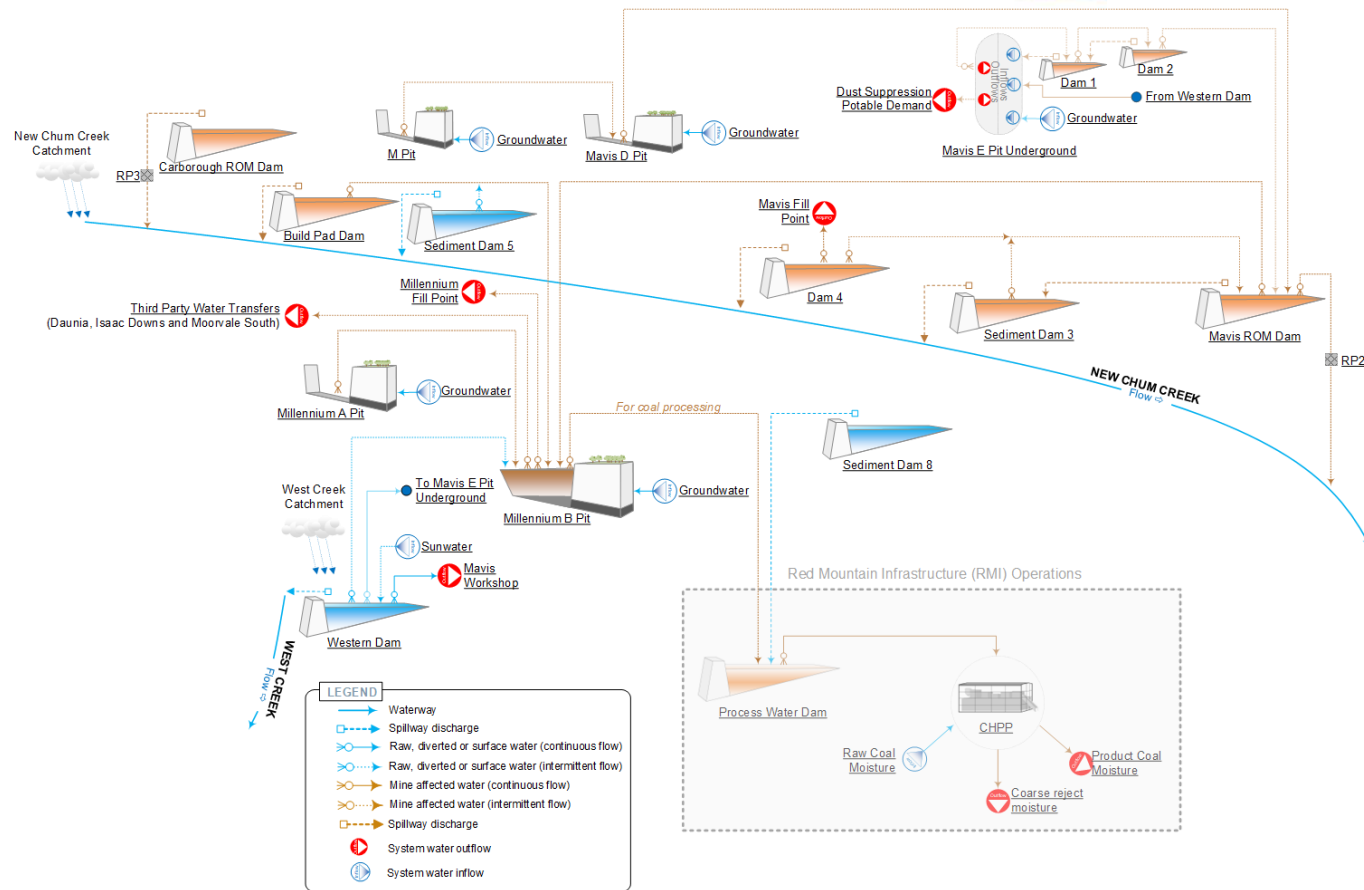 Dam 2
Dam 1
Inflows
Outflows
Dust Suppression
Potable Demand
From Western Dam
Groundwater
Mavis E Pit Underground
New Chum Creek
Catchment
RP3
Carborough ROM Dam
M Pit
Groundwater
Mavis D Pit
Groundwater
Build Pad Dam
Sediment Dam 5
Mavis Fill
Point
Outflow
Dam 4
Sediment Dam 3
Mavis ROM Dam
RP2
Millennium
Fill Point
Outflow
Third Party Water Transfers
(Daunia, Isaac Downs and Moorvale South)
Outflow
NEW CHUM CREEK
Flow ⇨
Millennium A Pit
Groundwater
For coal processing
Sediment Dam 8
West Creek
Catchment
To Mavis E Pit
Underground
Millennium B Pit
Groundwater
Sunwater
Mavis
Workshop
Outflow
Western Dam
WEST CREEK
Flow ⇨
Red Mountain Infrastructure (RMI) Operations
Process Water Dam
CHPP
Raw Coal
Moisture
Product Coal
Moisture
Outflow
Coarse reject
moisture
LEGEND
Waterway
Spillway discharge
Raw, diverted or surface water (continuous flow)
Raw, diverted or surface water (intermittent flow)
Mine affected water (continuous flow)
Mine affected water (intermittent flow)
Spillway discharge
System water outflow
System water inflow